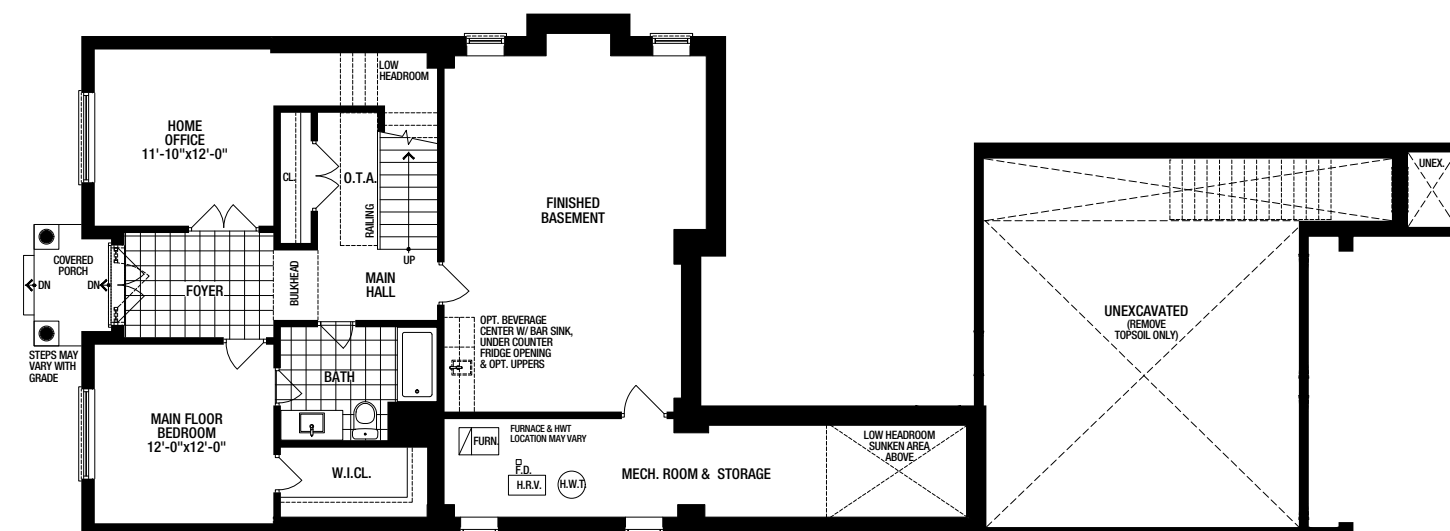 LOW
HEADROOM
HOME
OFFICE
11'-10"x12'-0"
CL.
O.T.A.
RAILING
UP
FINISHED
BASEMENT
UNEX.
COVERED
PORCH
DN
DN
FOYER
BULKHEAD
MAIN
HALL
STEPS MAY
VARY WITH
GRADE
OPT. BEVERAGE
CENTER W/ BAR SINK,
UNDER COUNTER
FRIDGE OPENING
& OPT. UPPERS
UNEXCAVATED
(REMOVE
TOPSOIL ONLY)
BATH
MAIN FLOOR
BEDROOM
12'-0"x12'-0"
W.I.CL.
FURN.
FURNACE & HWT
LOCATION MAY VARY
F.D.
H.R.V.
H.W.T.
MECH. ROOM & STORAGE
LOW HEADROOM
SUNKEN AREA
ABOVE